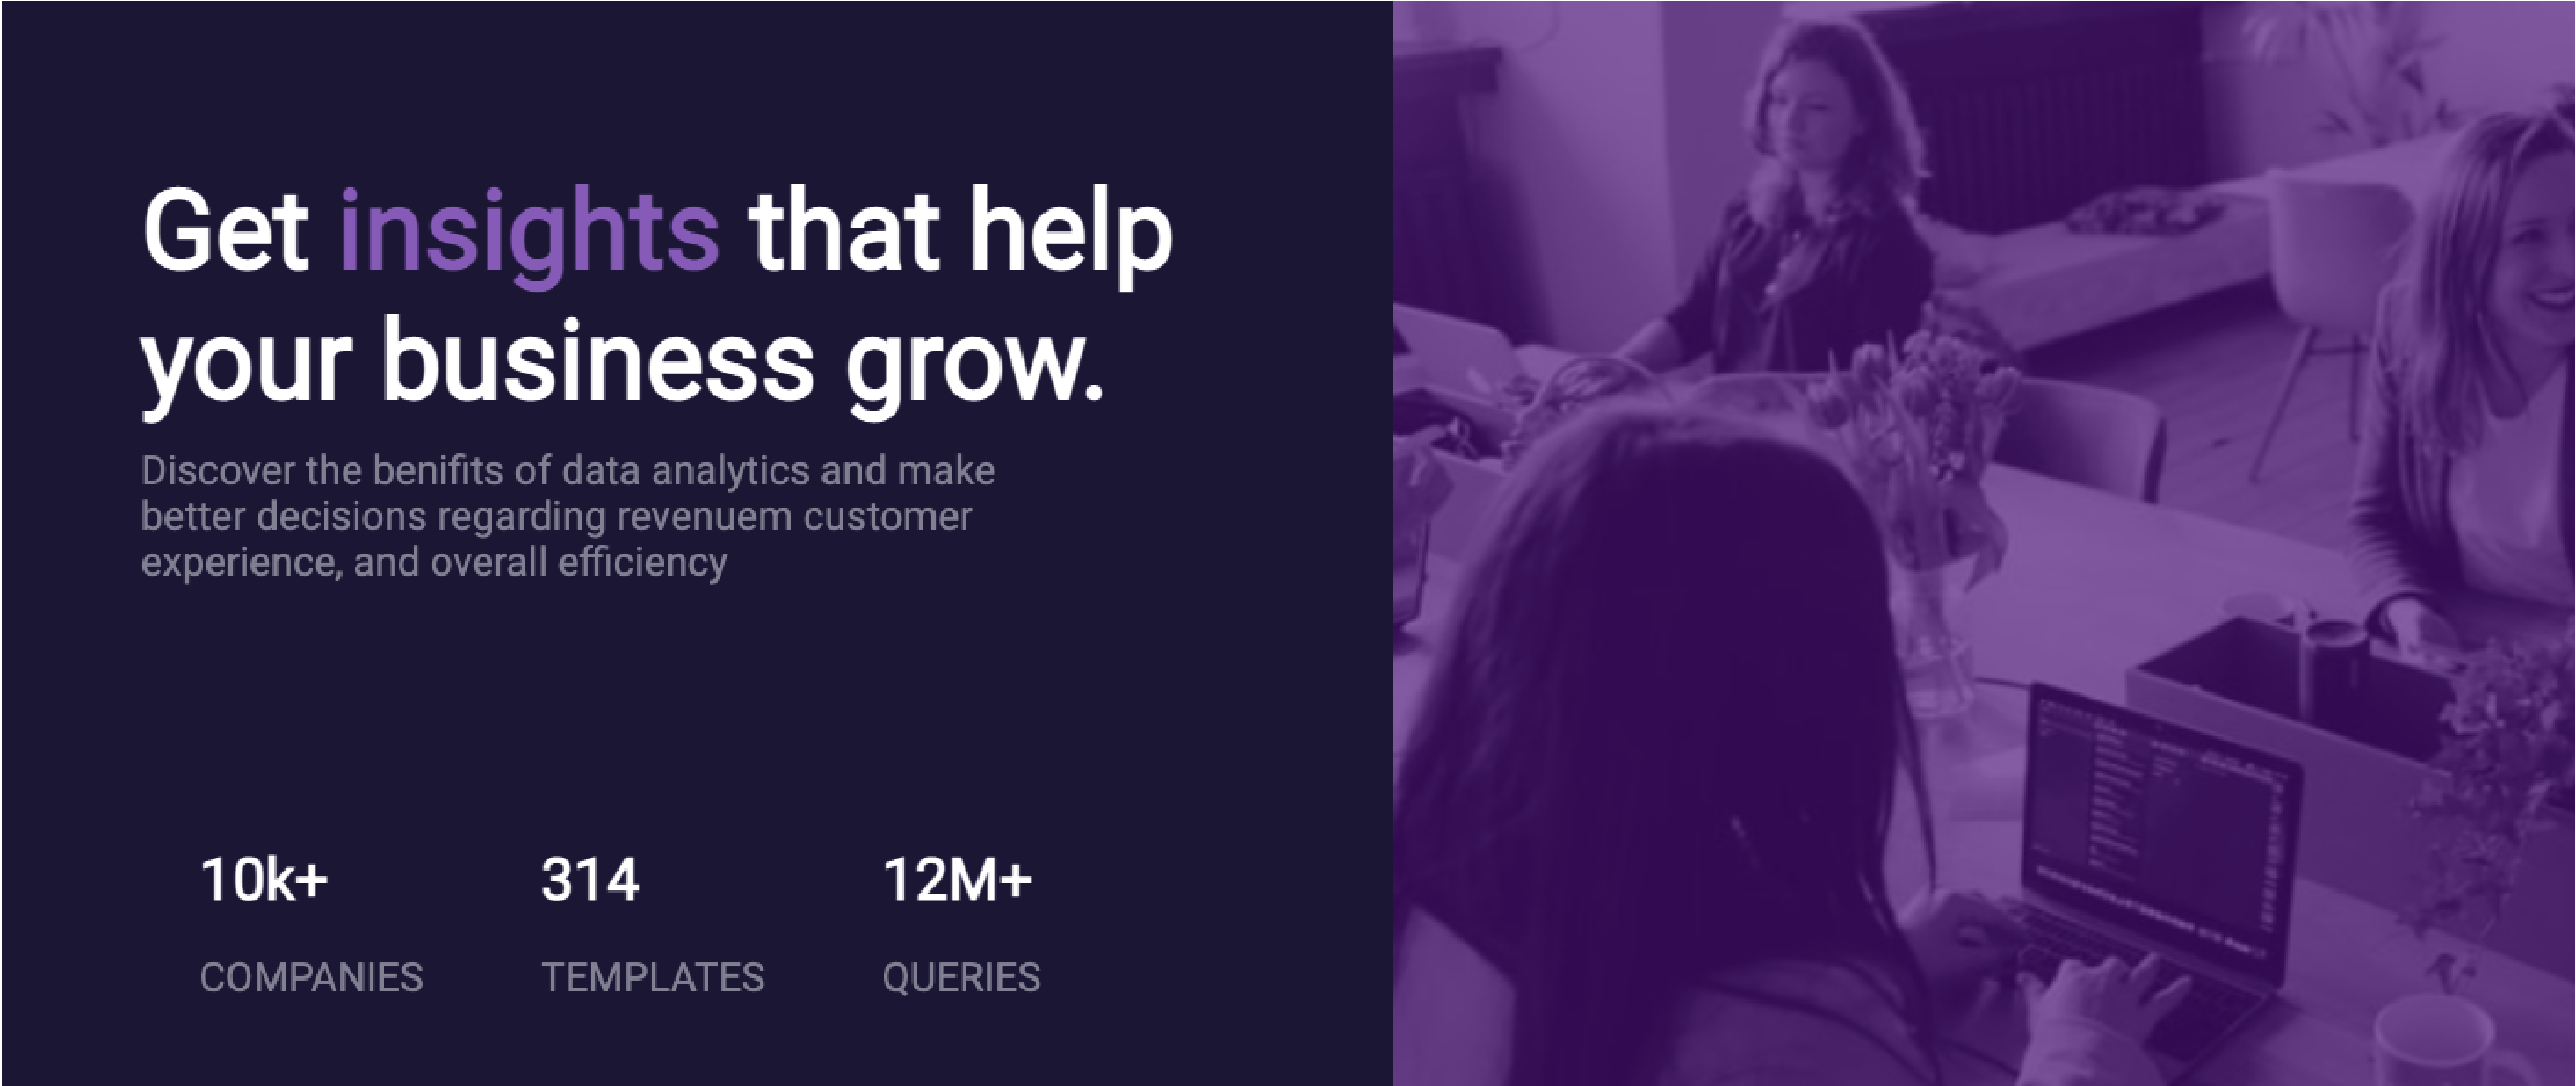 Get insights that help
your business grow.
Discover the benifits of data analytics and make
better decisions regarding revenuem customer
experience, and overall efficiency
10k+ 314 12M+
COMPANIES TEMPLATES QUERIES